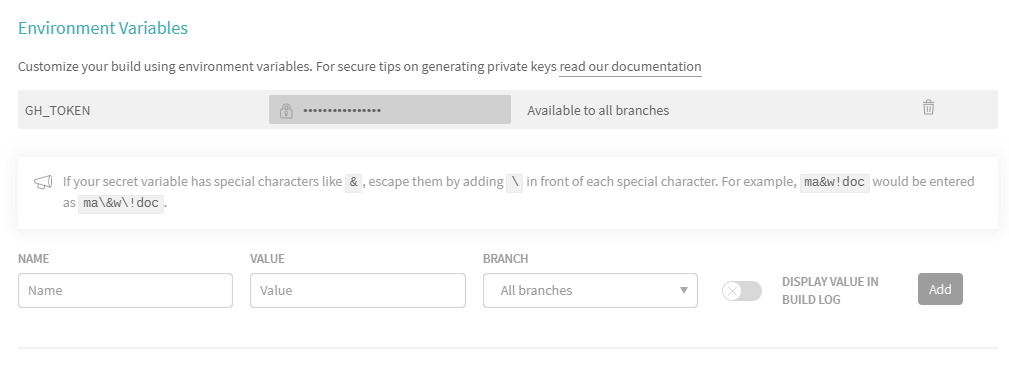 Environment Variables
Customize your build using environment variables. For secure tips on generating private keys read our documentation
GH_TOKEN •••••••••••••••• Available to all branches
If your secret variable has special characters like & , escape them by adding \ in front of each special character. For example, ma&w!doc would be entered
as ma\&w\!doc .
NAME VALUE BRANCH
Name Value All branches DISPLAY VALUE IN
BUILD LOG
Add